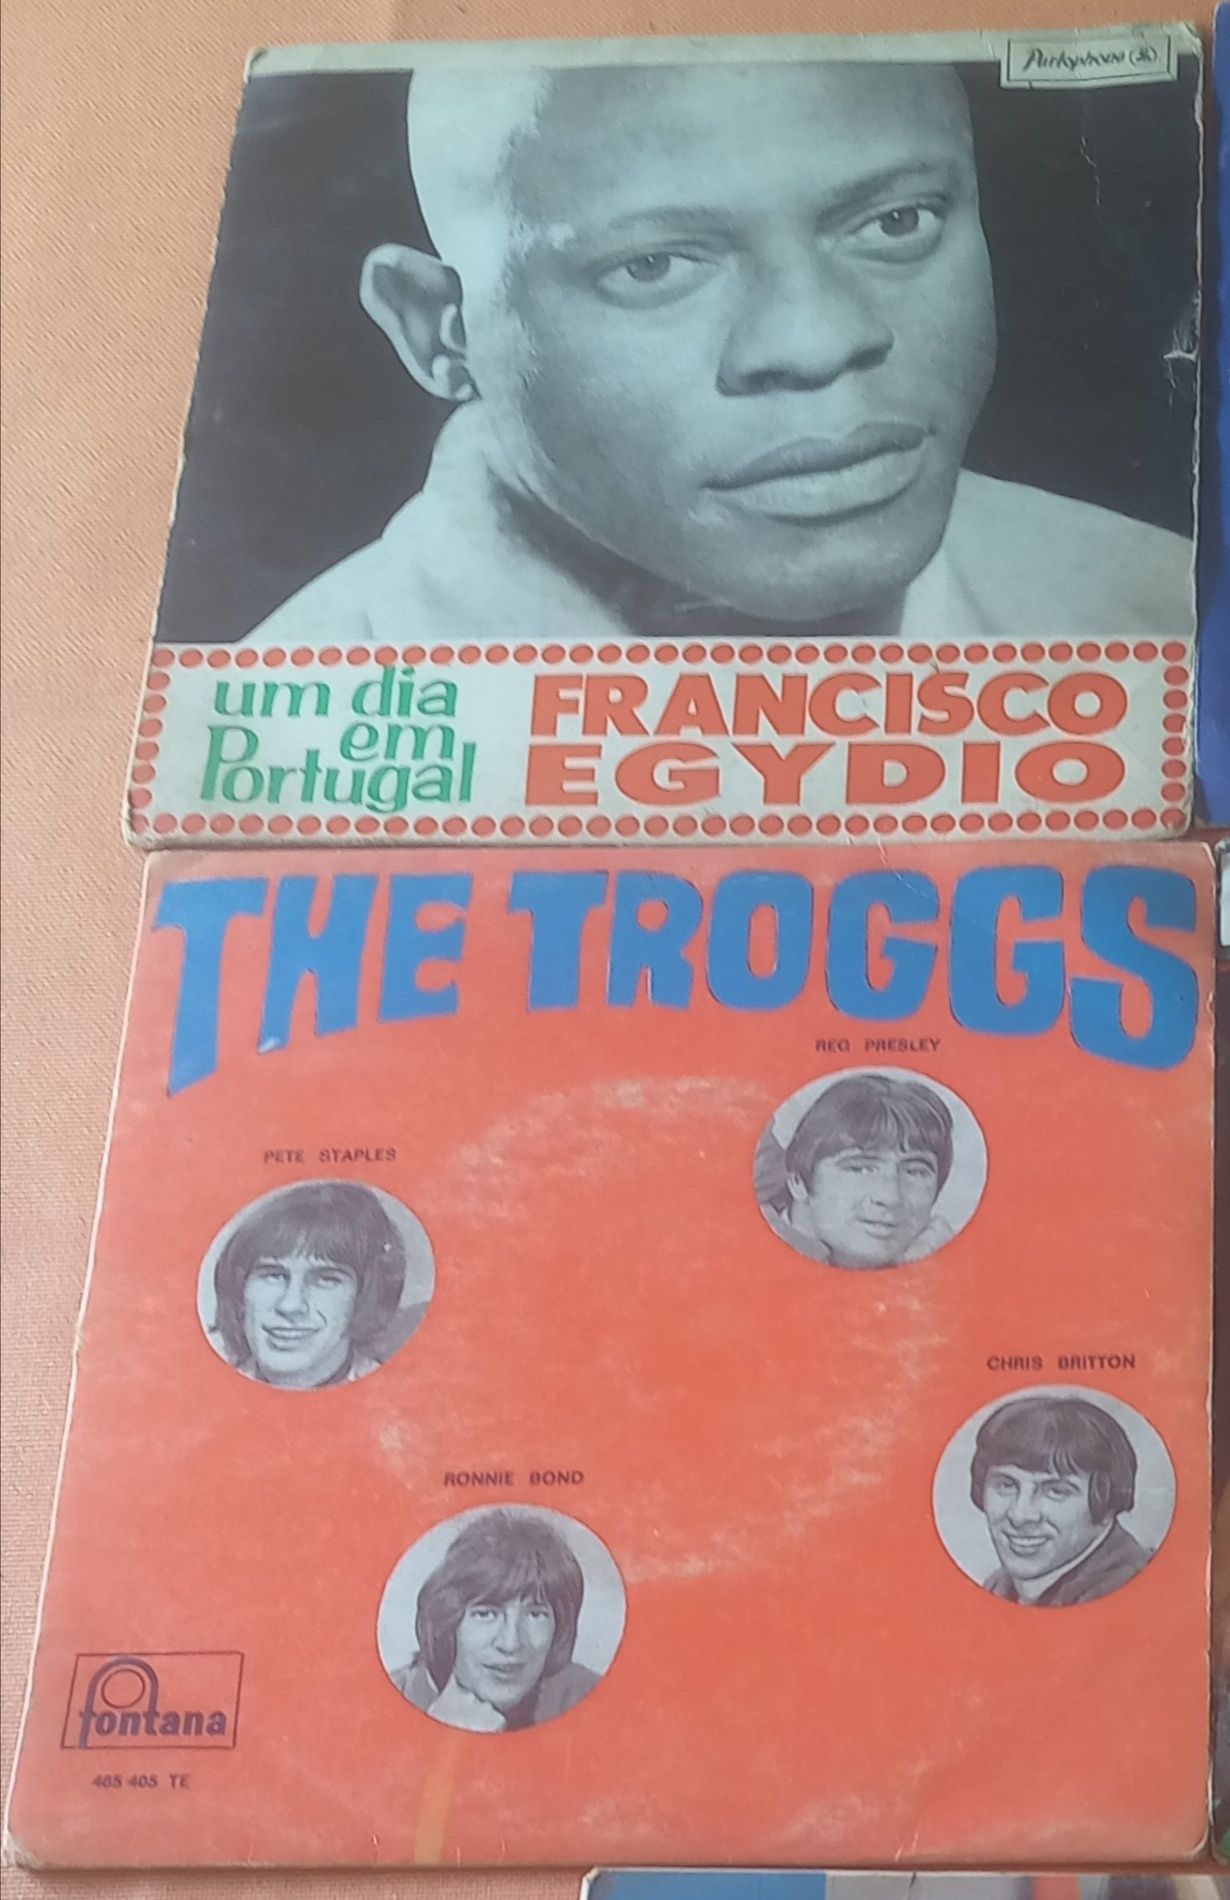 Parlophone
um dia
em
Portugal
FRANCISCO
EGYDIO
THE TROGGS
REG PRESLEY
PETE STAPLES
CHRIS BRITTON
RONNIE BOND
fontana
465 405 TE